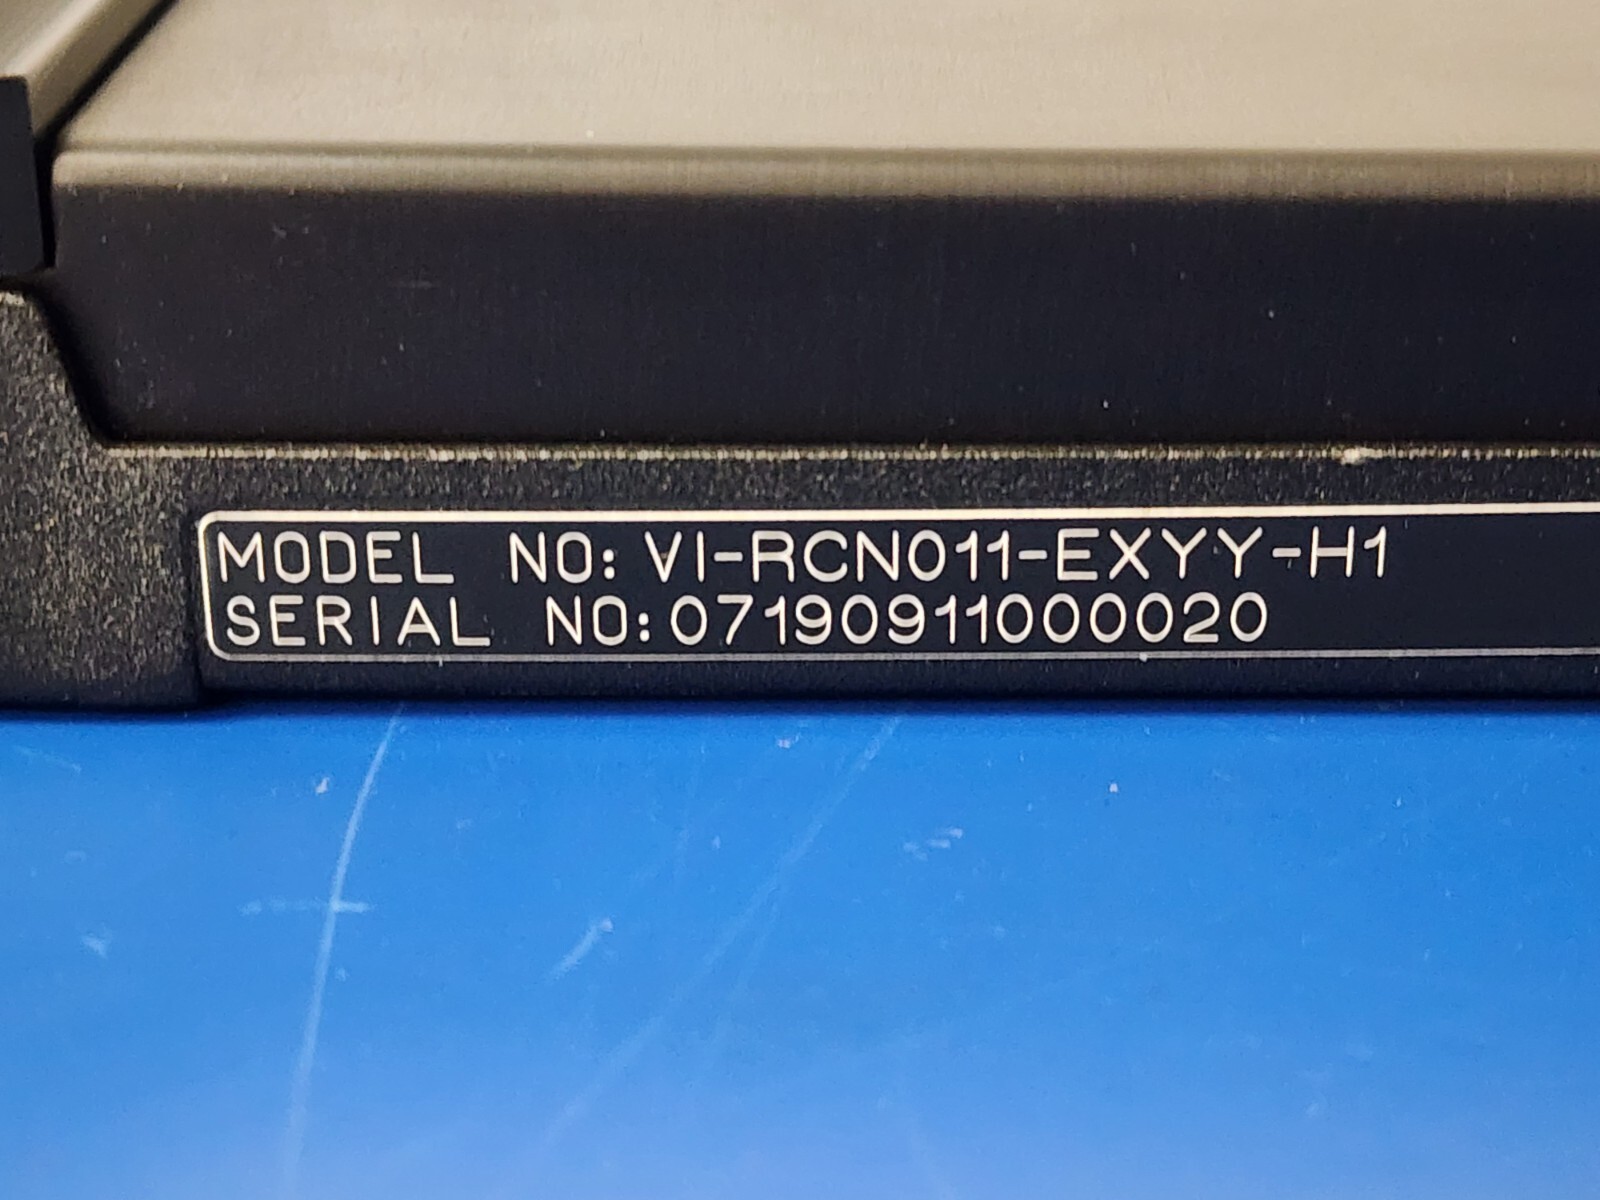 MODEL NO: VI-RCN011-EXYY-H1
SERIAL NO:07190911000020